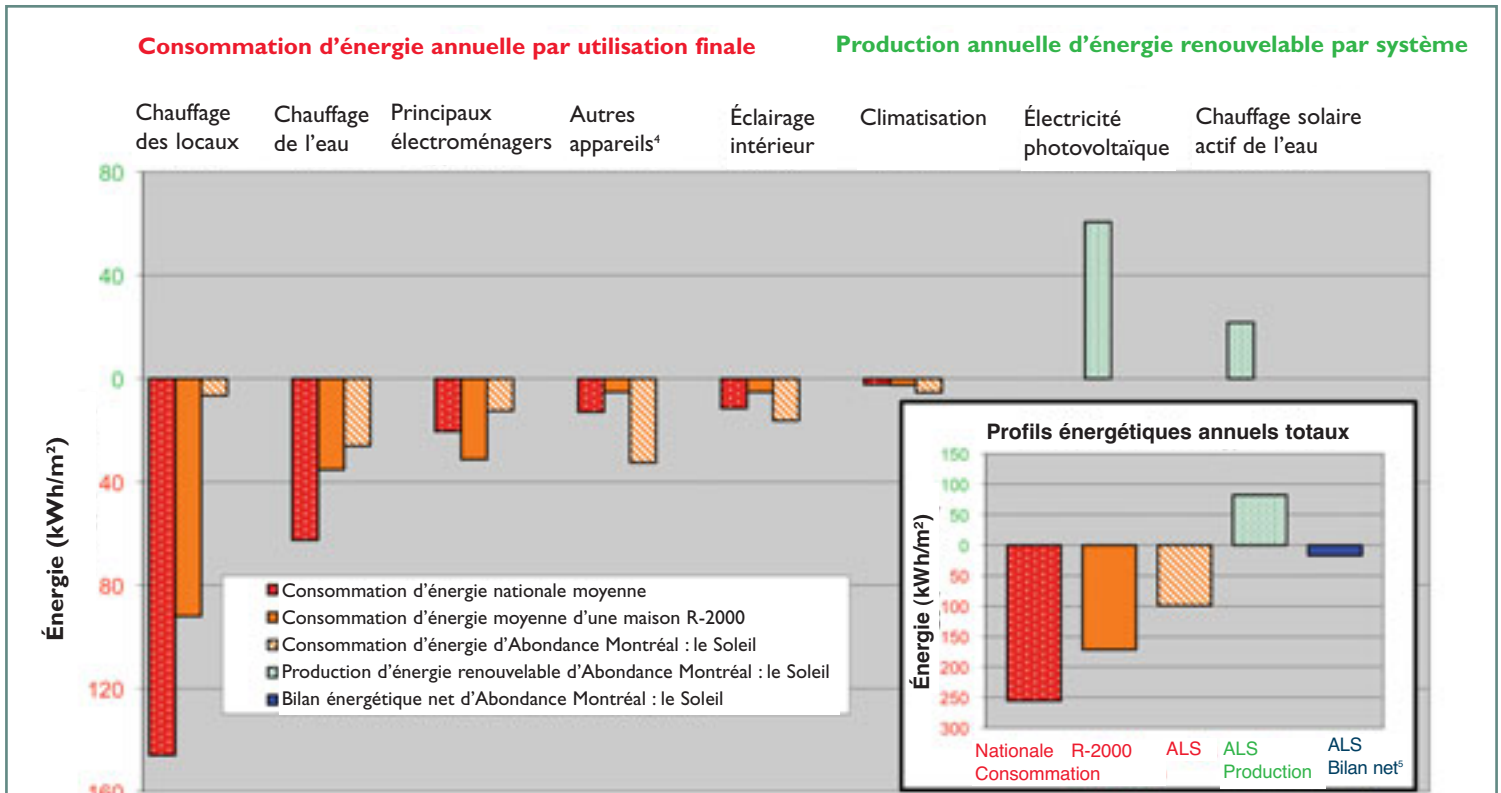 Consommation d'énergie annuelle par utilisation finale
Production annuelle d'énergie renouvelable par système
Chauffage
des locaux
Chauffage
de l'eau
Principaux
électroménagers
Autres
appareils⁴
Éclairage
intérieur
Climatisation
Électricité
photovoltaïque
Chauffage solaire
actif de l'eau
80
40
0
40
80
120
160
Énergie (kWh/m²)
Consommation d'énergie nationale moyenne
Consommation d'énergie moyenne d'une maison R-2000
Consommation d'énergie d'Abondance Montréal : le Soleil
Production d'énergie renouvelable d'Abondance Montréal : le Soleil
Bilan énergétique net d'Abondance Montréal : le Soleil
Profils énergétiques annuels totaux
150
100
50
0
50
100
150
200
250
300
Énergie (kWh/m²)
Nationale R-2000 ALS
Consommation
ALS
Production
ALS
Bilan net⁵